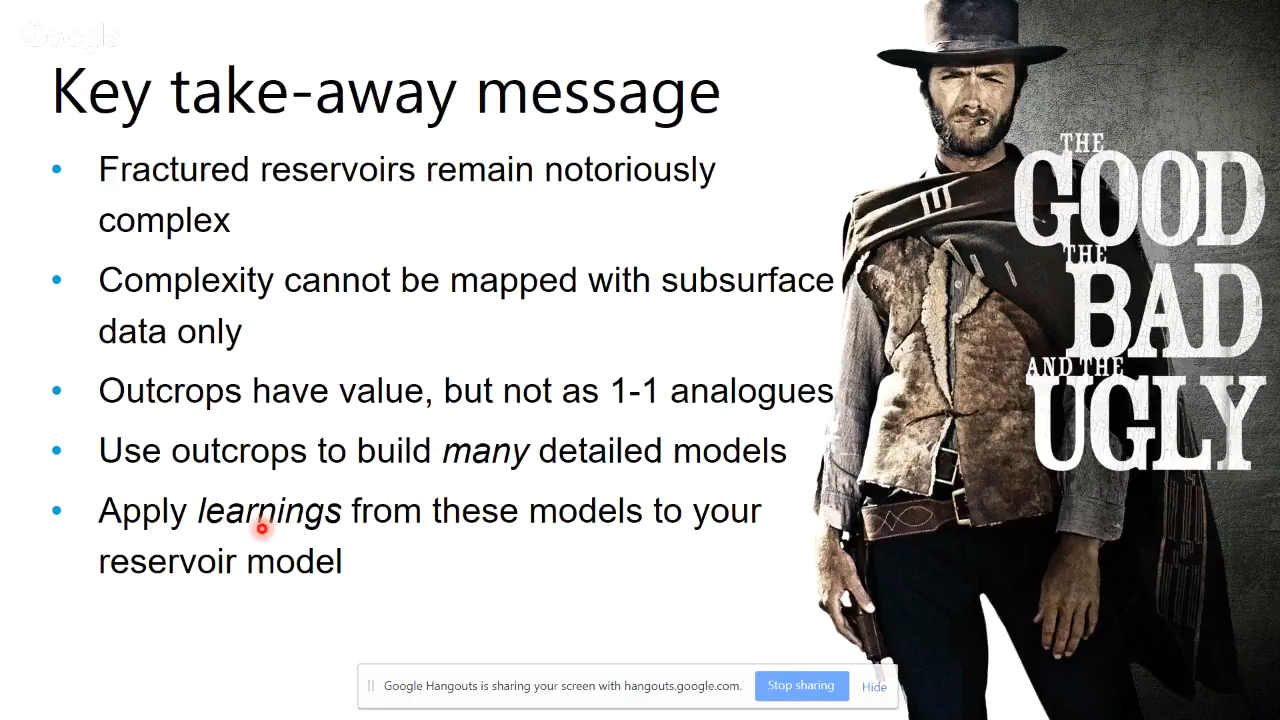 Google
Key take-away message
• Fractured reservoirs remain notoriously
complex
• Complexity cannot be mapped with subsurface
data only
• Outcrops have value, but not as 1-1 analogues
• Use outcrops to build many detailed models
• Apply learnings from these models to your
reservoir model
THE
GOOD
THE
BAD
AND THE
UGLY
Google Hangouts is sharing your screen with hangouts.google.com.
Stop sharing
Hide